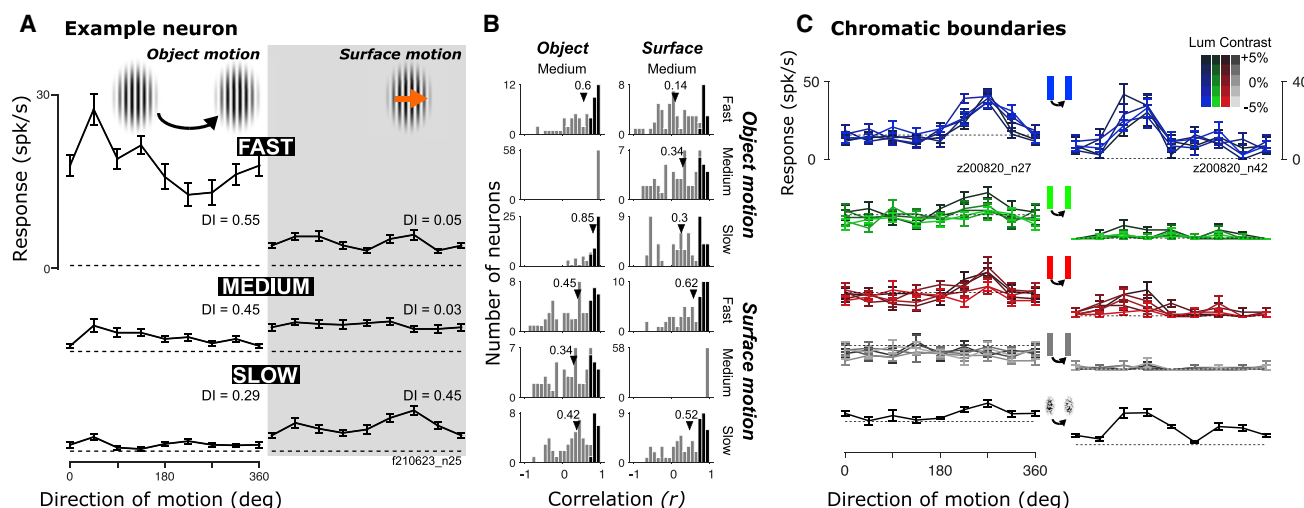 A Example neuron
Object motion
Surface motion
Response (spk/s)
30
0
FAST
DI = 0.55
DI = 0.05
MEDIUM
DI = 0.45
DI = 0.03
SLOW
DI = 0.29
DI = 0.45
f210623_n25
0 180 360
Direction of motion (deg)
B
Object Surface
Medium Medium
Number of neurons
12 0 0.6
8 0 0.14
Fast
58 0
7 0 0.34
Medium
25 0 0.85
9 0 0.3
Slow
Object motion
8 0 0.45
10 0 0.62
Fast
7 0 0.34
58 0
Medium
8 0 0.42
8 0 0.52
Slow
Surface motion
-1 0 1 -1 0 1
Correlation (r)
C Chromatic boundaries
Lum Contrast
+5%
0%
-5%
Response (spk/s)
50
0
40
0
z200820_n27
z200820_n42
0 180 360 0 180 360
Direction of motion (deg)